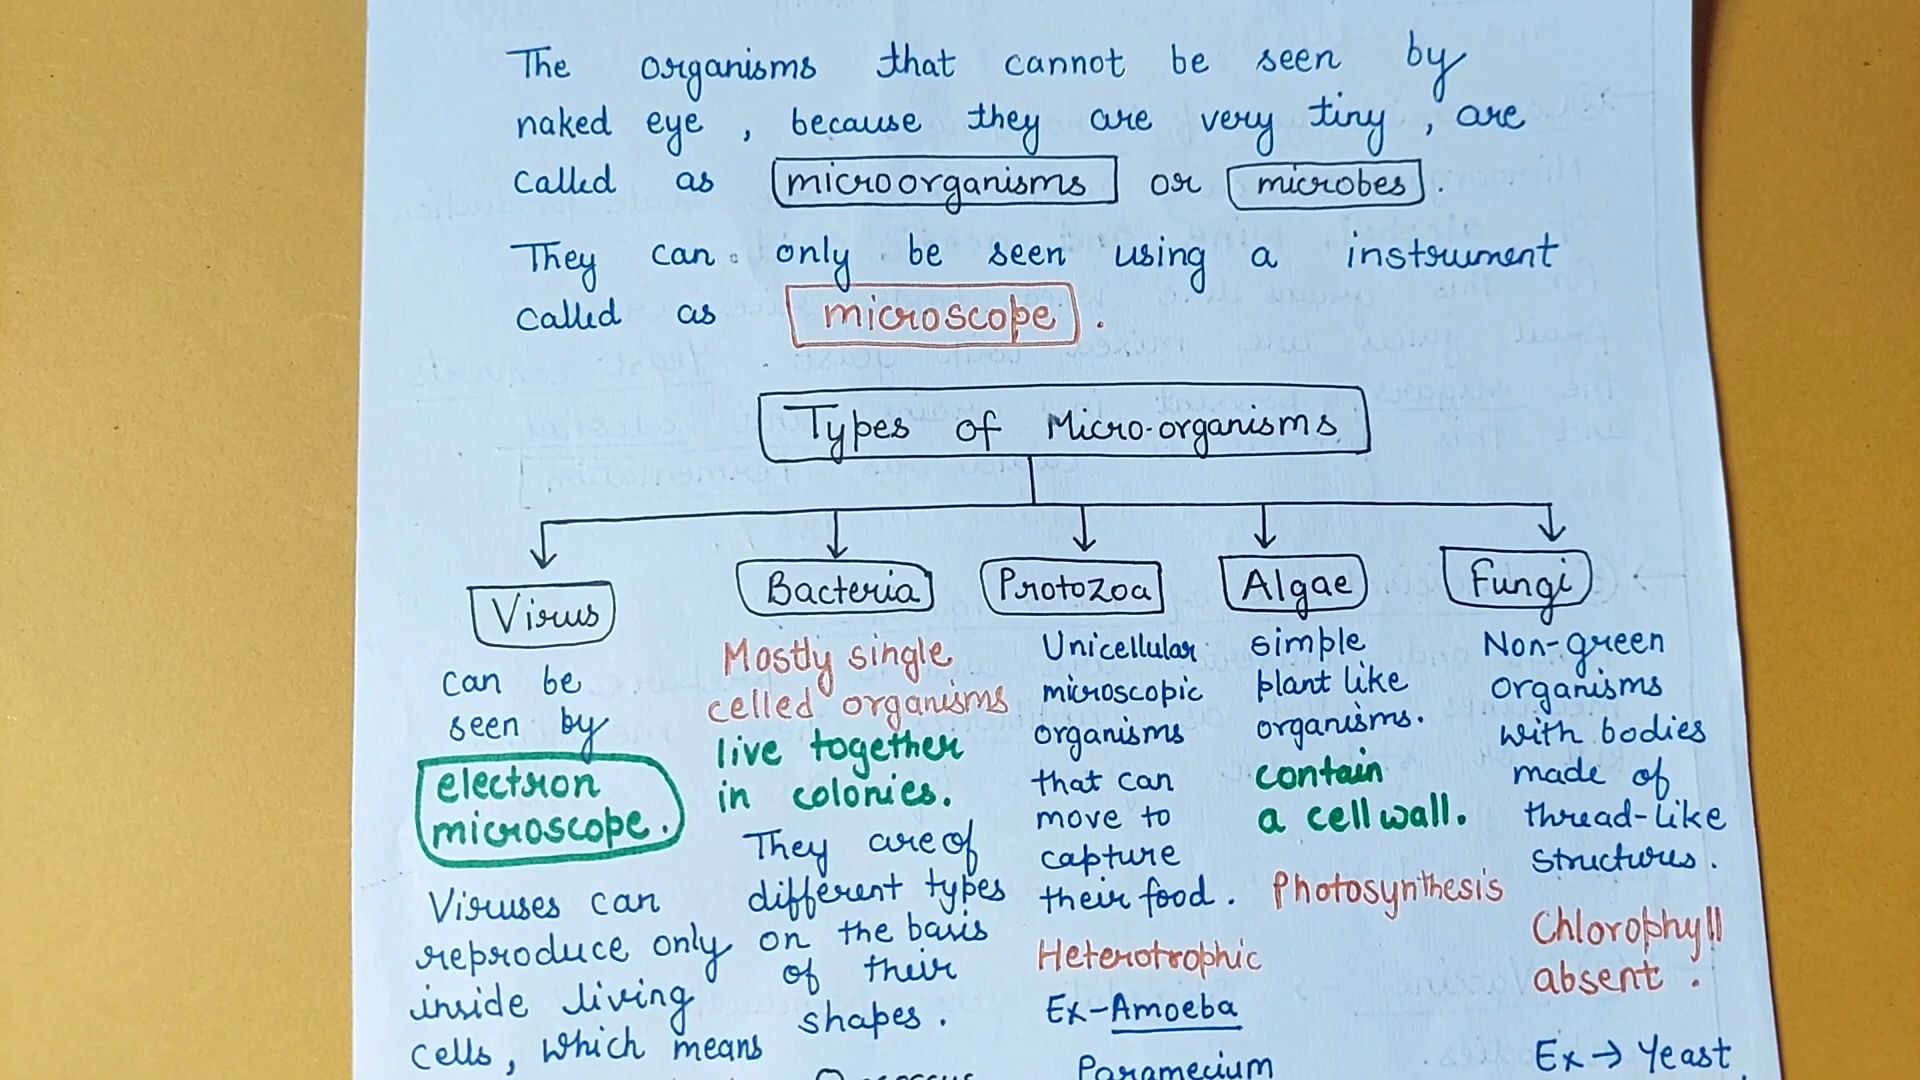 The organisms that cannot be seen by
naked eye, because they are very tiny, are
called as microorganisms or microbes.
They can only be seen using a instrument
called as microscope.
Types of Micro-organisms
Virus
can be
seen by
electron
microscope.
Viruses can
reproduce only
inside living
cells, which means
Bacteria
Mostly single
celled organisms
live together
in colonies.
They are of
different types
on the basis
of their
shapes.
Protozoa
Unicellular
microscopic
organisms
that can
move to
capture
their food.
Heterotrophic
Ex-Amoeba
Paramecium
Algae
simple
plant like
organisms.
contain
a cell wall.
Photosynthesis
Fungi
Non-green
organisms
with bodies
made of
thread-like
structures.
Chlorophyll
absent.
Ex → Yeast